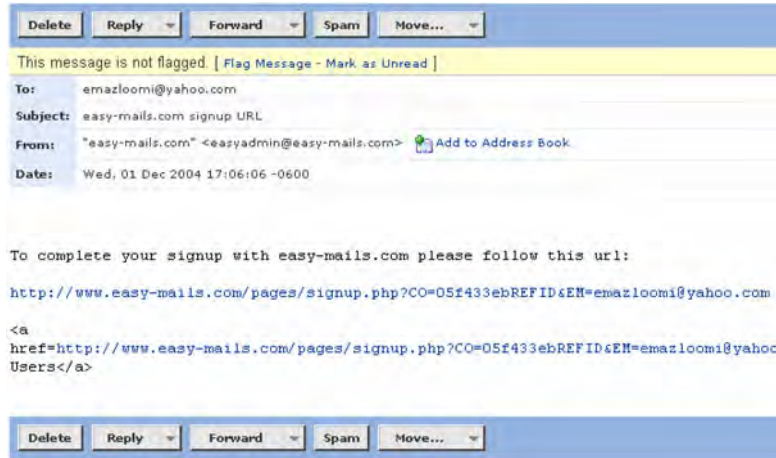 Delete Reply Forward Spam Move...
This message is not flagged. [ Flag Message - Mark as Unread ]
To: emazloomi@yahoo.com
Subject: easy-mails.com signup URL
From: "easy-mails.com" <easyadmin@easy-mails.com> Add to Address Book
Date: Wed, 01 Dec 2004 17:06:06 -0600
To complete your signup with easy-mails.com please follow this url:
http://www.easy-mails.com/pages/signup.php?CO=05f433ebREFID&EM=emazloomi@yahoo.com
<a
href=http://www.easy-mails.com/pages/signup.php?CO=05f433ebREFID&EM=emazloomi@yahoo
Users</a>
Delete Reply Forward Spam Move...